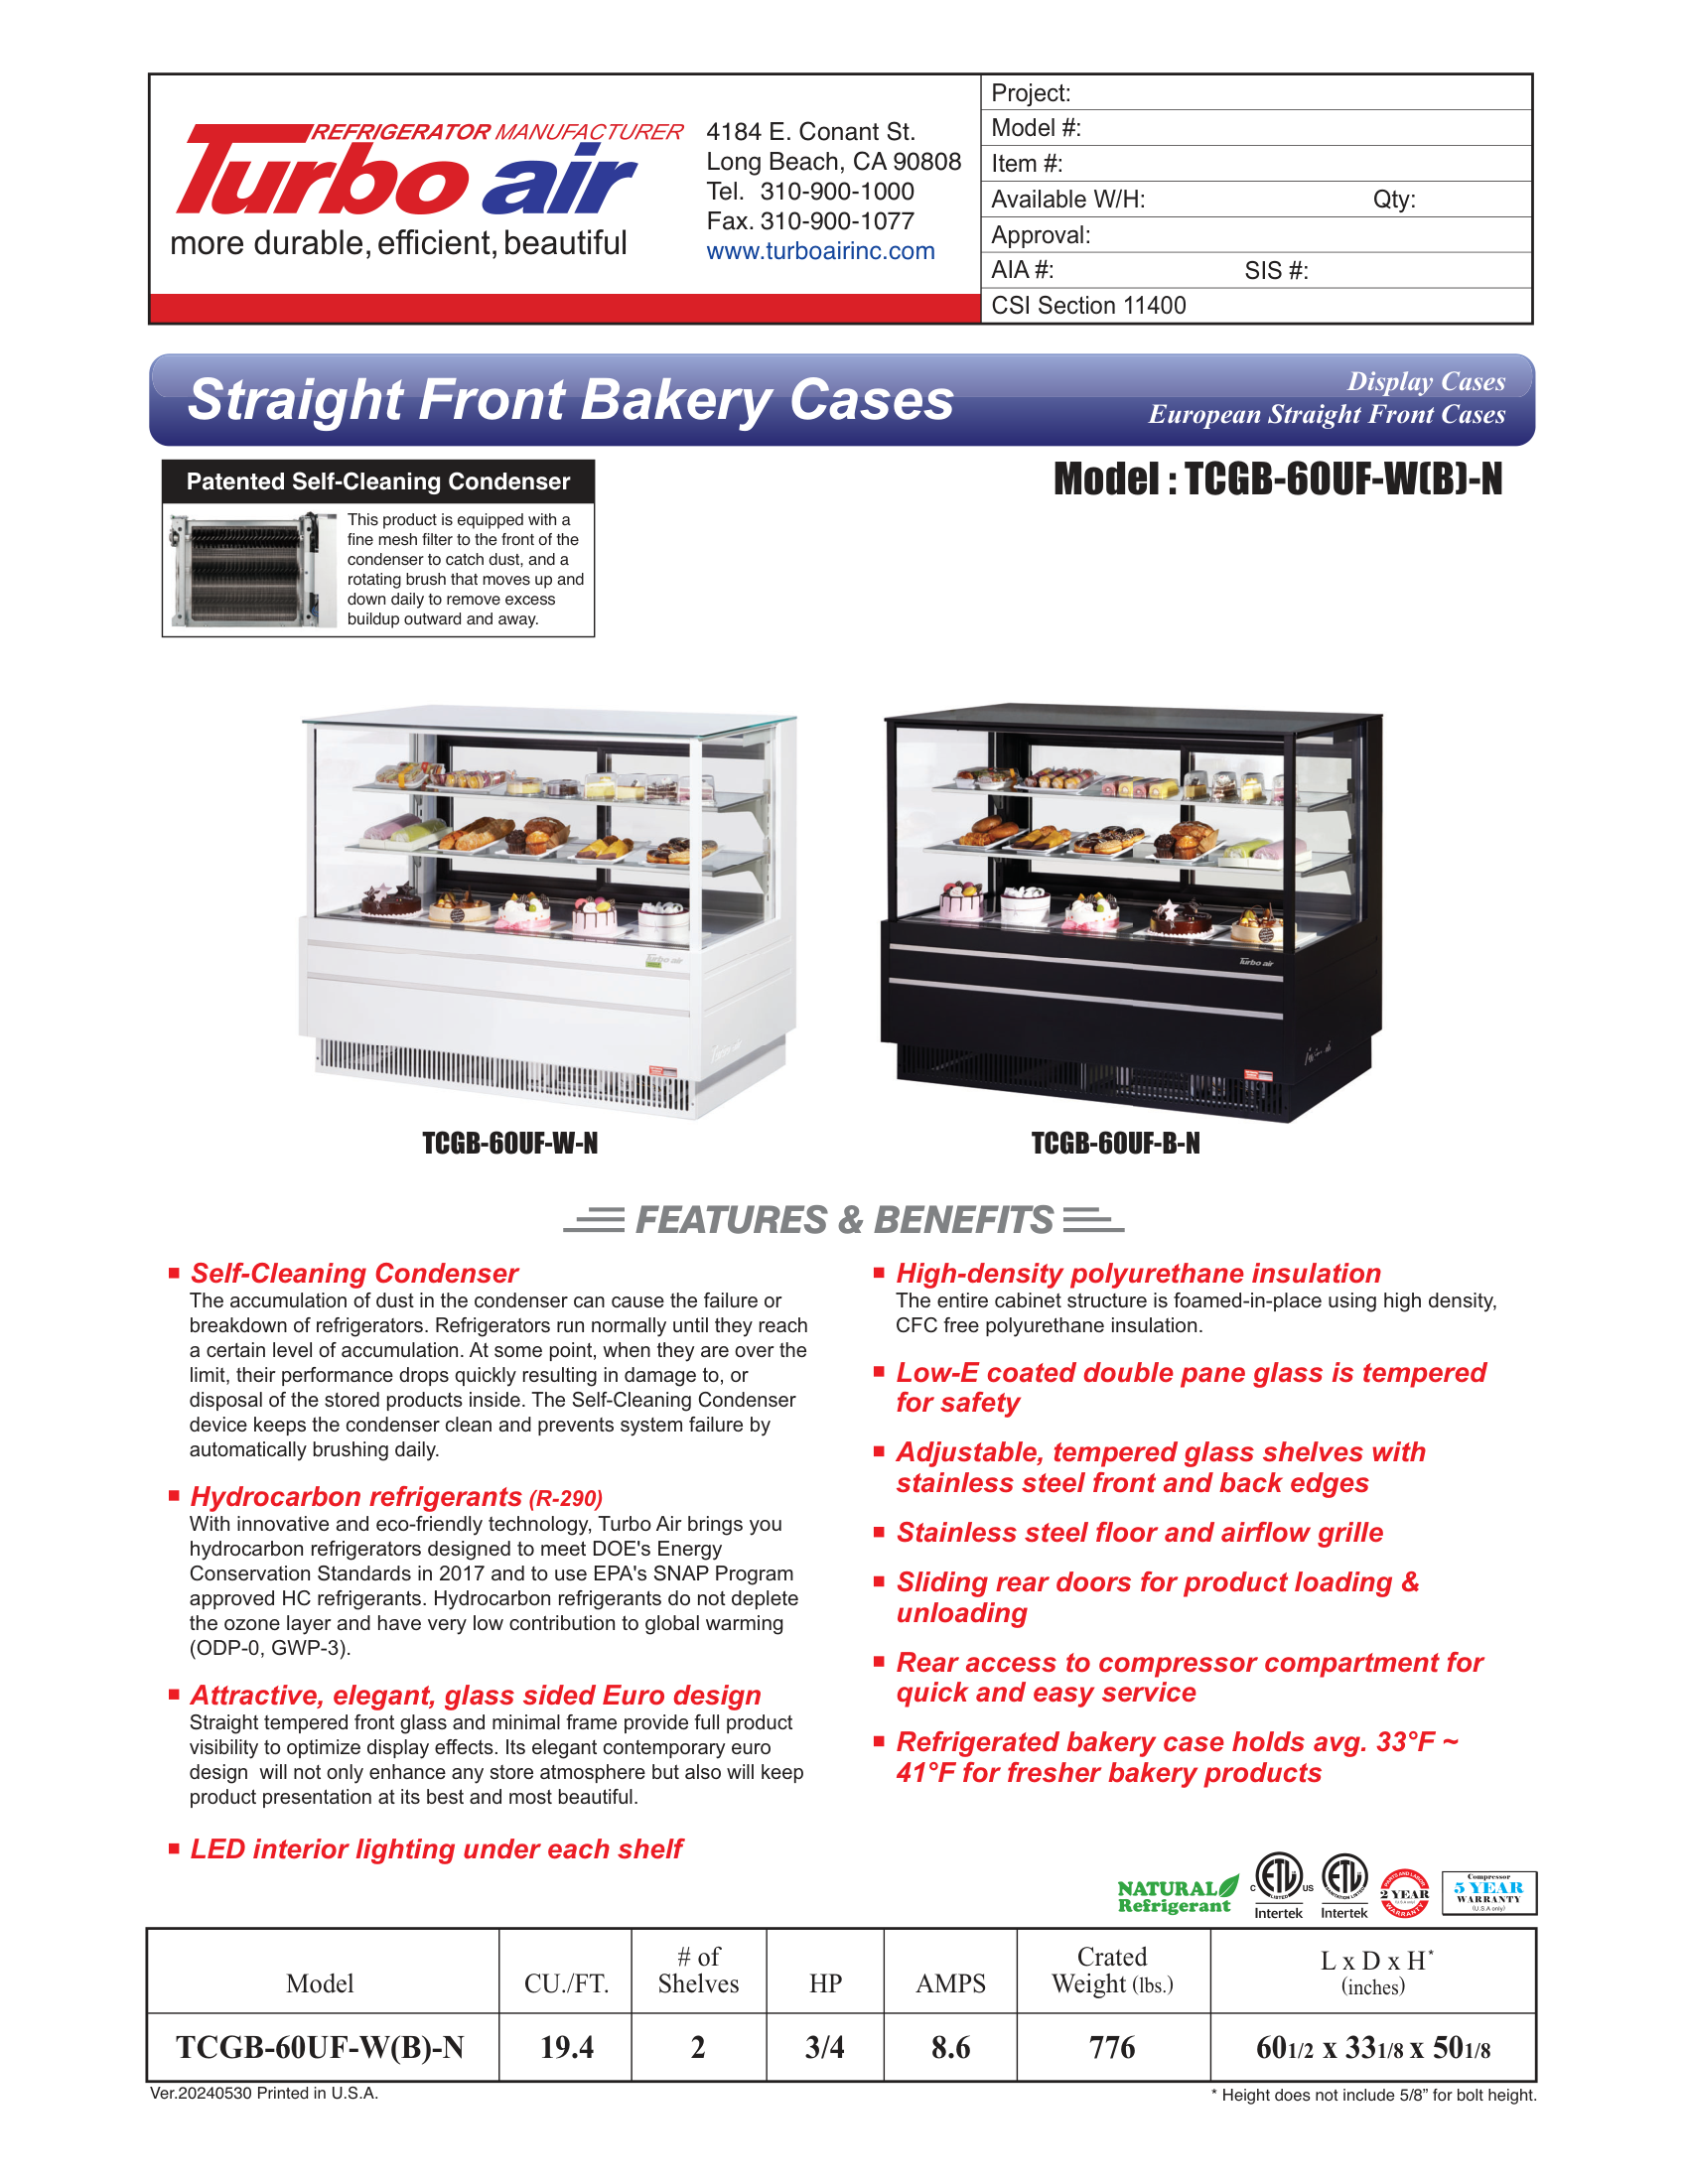 REFRIGERATOR MANUFACTURER
Turbo air
more durable, efficient, beautiful
4184 E. Conant St.
Long Beach, CA 90808
Tel. 310-900-1000
Fax. 310-900-1077
www.turboairinc.com
Project:
Model #:
Item #:
Available W/H: Qty:
Approval:
AIA #: SIS #:
CSI Section 11400
Straight Front Bakery Cases
Display Cases
European Straight Front Cases
Patented Self-Cleaning Condenser
This product is equipped with a
fine mesh filter to the front of the
condenser to catch dust, and a
rotating brush that moves up and
down daily to remove excess
buildup outward and away.
Model : TCGB-60UF-W(B)-N
Turbo air
Turbo air
Turbo air
TCGB-60UF-W-N
TCGB-60UF-B-N
FEATURES & BENEFITS
Self-Cleaning Condenser
The accumulation of dust in the condenser can cause the failure or
breakdown of refrigerators. Refrigerators run normally until they reach
a certain level of accumulation. At some point, when they are over the
limit, their performance drops quickly resulting in damage to, or
disposal of the stored products inside. The Self-Cleaning Condenser
device keeps the condenser clean and prevents system failure by
automatically brushing daily.
Hydrocarbon refrigerants (R-290)
With innovative and eco-friendly technology, Turbo Air brings you
hydrocarbon refrigerators designed to meet DOE's Energy
Conservation Standards in 2017 and to use EPA's SNAP Program
approved HC refrigerants. Hydrocarbon refrigerants do not deplete
the ozone layer and have very low contribution to global warming
(ODP-0, GWP-3).
Attractive, elegant, glass sided Euro design
Straight tempered front glass and minimal frame provide full product
visibility to optimize display effects. Its elegant contemporary euro
design will not only enhance any store atmosphere but also will keep
product presentation at its best and most beautiful.
LED interior lighting under each shelf
High-density polyurethane insulation
The entire cabinet structure is foamed-in-place using high density,
CFC free polyurethane insulation.
Low-E coated double pane glass is tempered
for safety
Adjustable, tempered glass shelves with
stainless steel front and back edges
Stainless steel floor and airflow grille
Sliding rear doors for product loading &
unloading
Rear access to compressor compartment for
quick and easy service
Refrigerated bakery case holds avg. 33°F ~
41°F for fresher bakery products
NATURAL
Refrigerant
C ETL US
LISTED
Intertek
ETL
SANITATION LISTED
Intertek
PARTS AND LABOR
2 YEAR
(U.S.A only)
WARRANTY
Compressor
5 YEAR
WARRANTY
(U.S.A only)
Model CU./FT. # of Shelves HP AMPS Crated Weight (lbs.) L x D x H* (inches)
TCGB-60UF-W(B)-N 19.4 2 3/4 8.6 776 601/2 x 331/8 x 501/8
Ver.20240530 Printed in U.S.A.
* Height does not include 5/8” for bolt height.